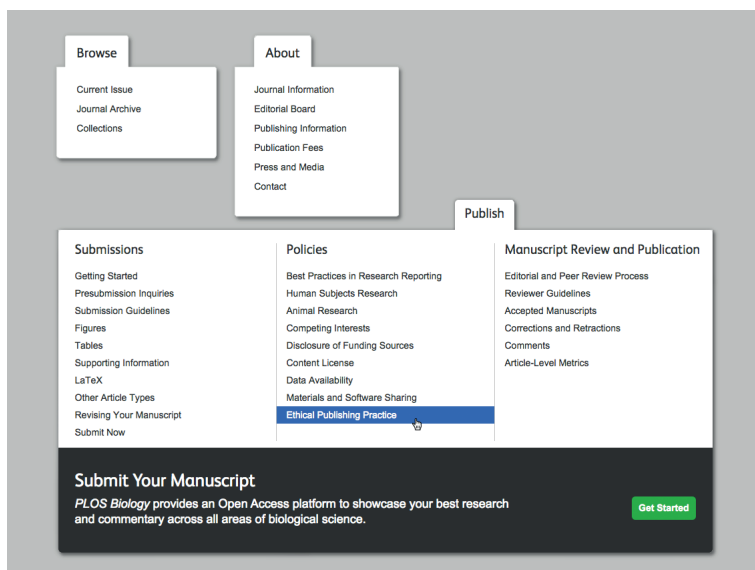 Browse
Current Issue
Journal Archive
Collections
About
Journal Information
Editorial Board
Publishing Information
Publication Fees
Press and Media
Contact
Publish
Submissions
Getting Started
Presubmission Inquiries
Submission Guidelines
Figures
Tables
Supporting Information
LaTeX
Other Article Types
Revising Your Manuscript
Submit Now
Policies
Best Practices in Research Reporting
Human Subjects Research
Animal Research
Competing Interests
Disclosure of Funding Sources
Content License
Data Availability
Materials and Software Sharing
Ethical Publishing Practice
Manuscript Review and Publication
Editorial and Peer Review Process
Reviewer Guidelines
Accepted Manuscripts
Corrections and Retractions
Comments
Article-Level Metrics
Submit Your Manuscript
PLOS Biology provides an Open Access platform to showcase your best research
and commentary across all areas of biological science.
Get Started